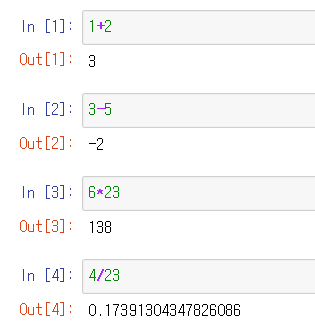 In [1]: 1+2
Out[1]: 3
In [2]: 3-5
Out[2]: -2
In [3]: 6*23
Out[3]: 138
In [4]: 4/23
Out[4]: 0.17391304347826086